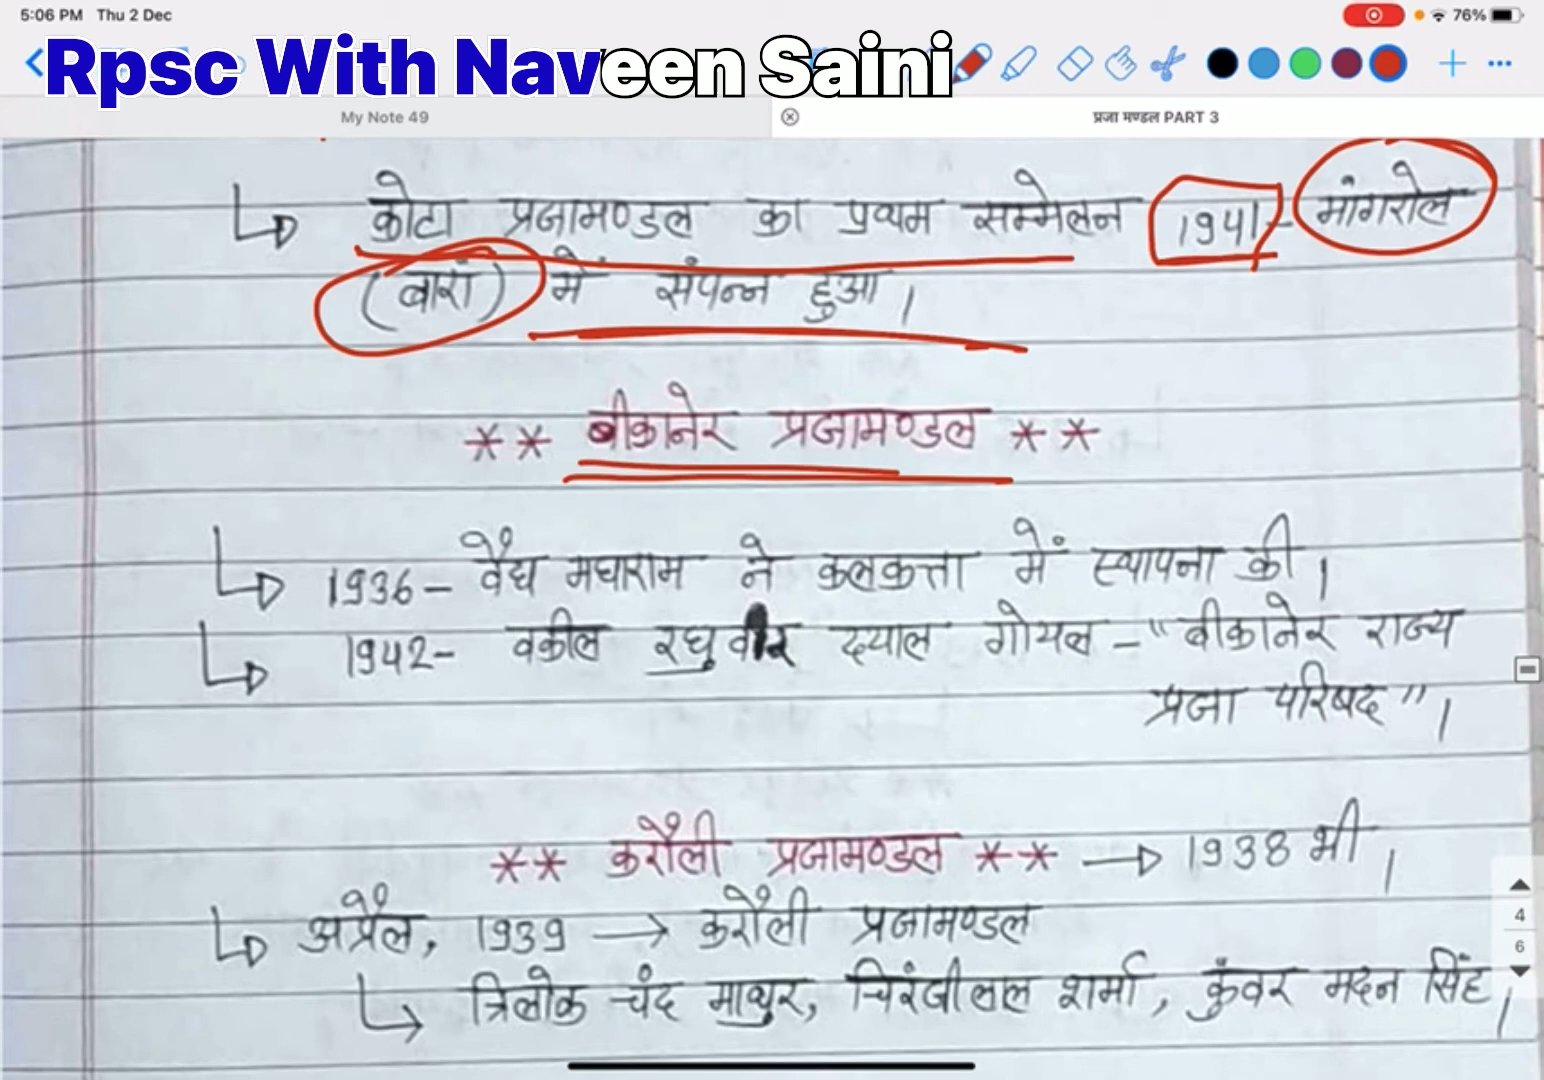 5:06 PM Thu 2 Dec
76%
Rpsc With Naveen Saini
My Note 49
प्रजा मण्डल PART 3
कोटा प्रजामण्डल का प्रथम सम्मेलन 1941 - मांगरोल
(बारां) में संपन्न हुआ।
** बीकानेर प्रजामण्डल **
1936 - वैद्य मघाराम ने कलकत्ता में स्थापना की।
1942 - वकील रघुवीर दयाल गोयल - "बीकानेर राज्य
प्रजा परिषद"।
** करौली प्रजामण्डल ** → 1938 भी।
अप्रैल, 1939 → करौली प्रजामण्डल
त्रिलोक चंद माथुर, चिरंजीलाल शर्मा, कुंवर मदन सिंह।
4
6